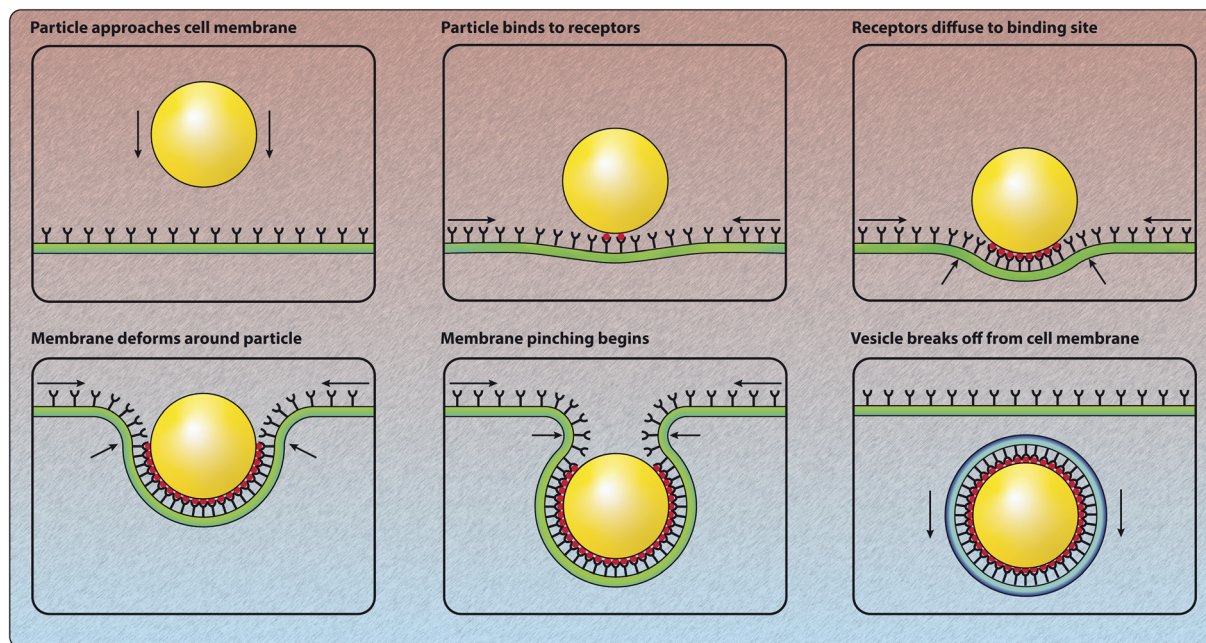 Particle approaches cell membrane
Particle binds to receptors
Receptors diffuse to binding site
Membrane deforms around particle
Membrane pinching begins
Vesicle breaks off from cell membrane